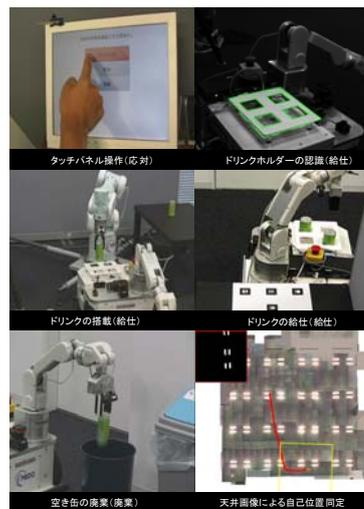 タッチパネル操作(応対)
ドリンクホルダーの認識(給仕)
ドリンクの搭載(給仕)
ドリンクの給仕(給仕)
NEDO
空き缶の廃棄(廃棄)
天井画像による自己位置同定